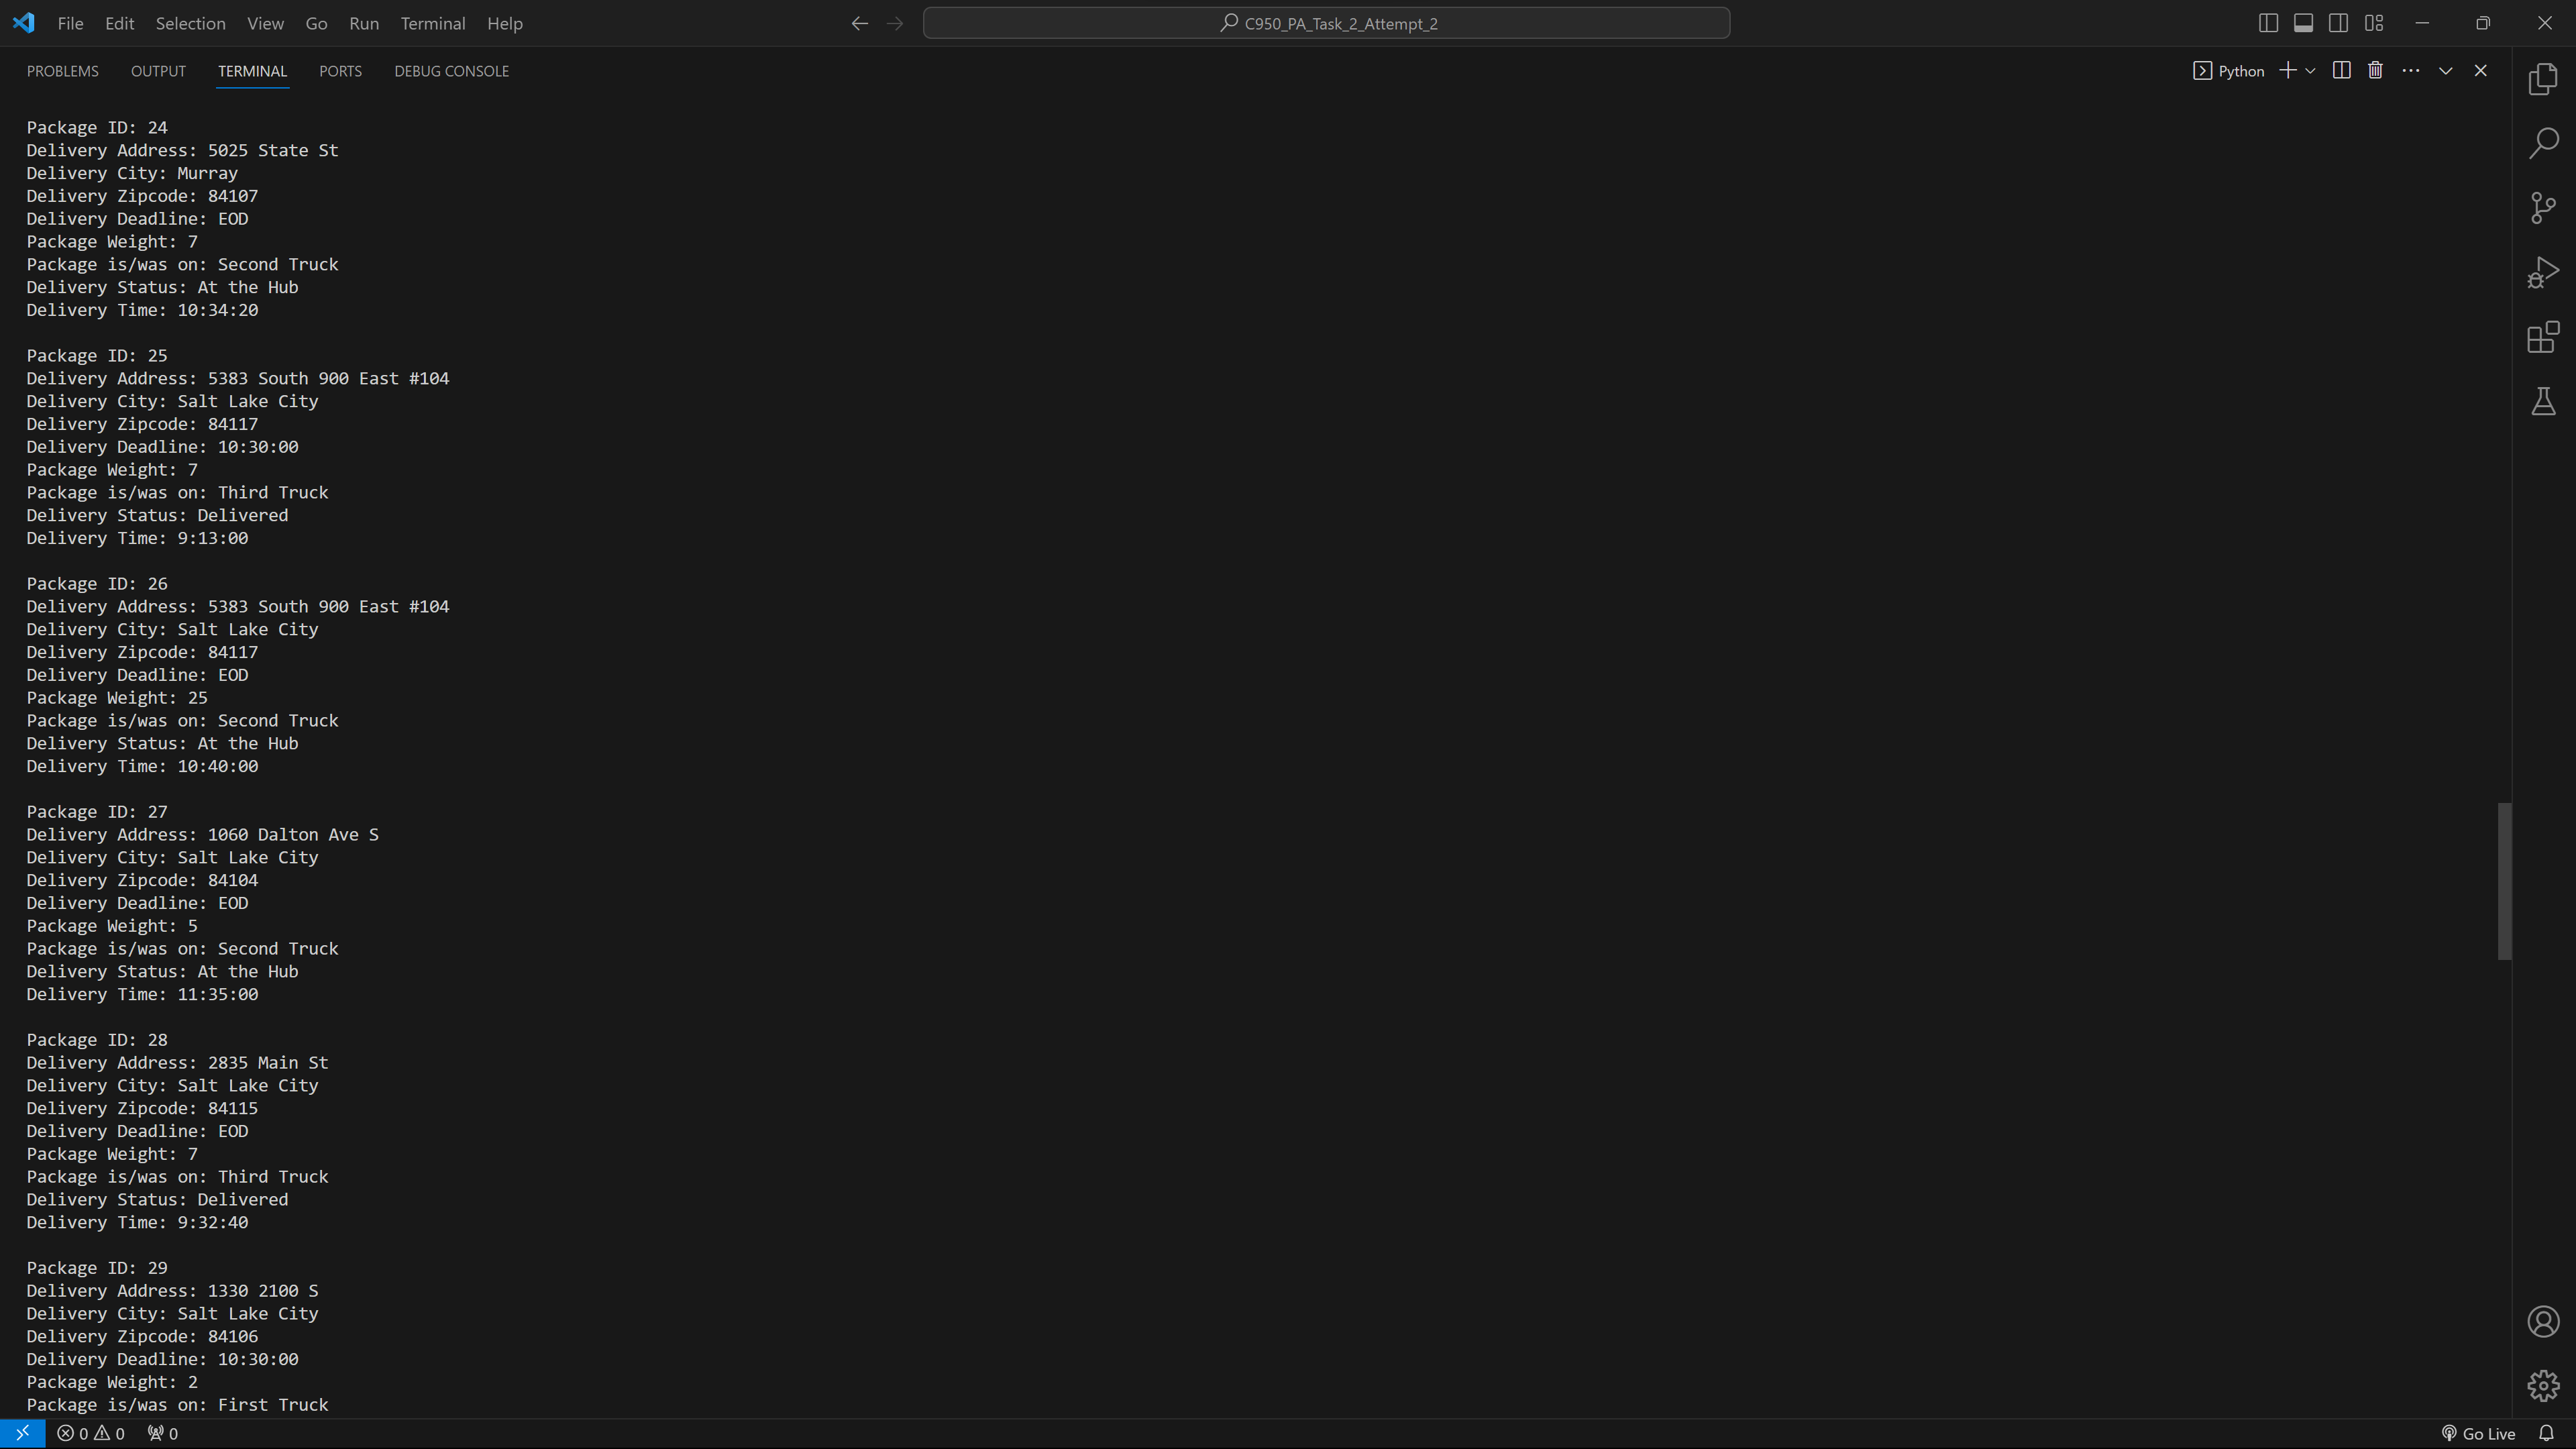 File Edit Selection View Go Run Terminal Help
C950_PA_Task_2_Attempt_2
PROBLEMS OUTPUT TERMINAL PORTS DEBUG CONSOLE
Python
Package ID: 24
Delivery Address: 5025 State St
Delivery City: Murray
Delivery Zipcode: 84107
Delivery Deadline: EOD
Package Weight: 7
Package is/was on: Second Truck
Delivery Status: At the Hub
Delivery Time: 10:34:20
Package ID: 25
Delivery Address: 5383 South 900 East #104
Delivery City: Salt Lake City
Delivery Zipcode: 84117
Delivery Deadline: 10:30:00
Package Weight: 7
Package is/was on: Third Truck
Delivery Status: Delivered
Delivery Time: 9:13:00
Package ID: 26
Delivery Address: 5383 South 900 East #104
Delivery City: Salt Lake City
Delivery Zipcode: 84117
Delivery Deadline: EOD
Package Weight: 25
Package is/was on: Second Truck
Delivery Status: At the Hub
Delivery Time: 10:40:00
Package ID: 27
Delivery Address: 1060 Dalton Ave S
Delivery City: Salt Lake City
Delivery Zipcode: 84104
Delivery Deadline: EOD
Package Weight: 5
Package is/was on: Second Truck
Delivery Status: At the Hub
Delivery Time: 11:35:00
Package ID: 28
Delivery Address: 2835 Main St
Delivery City: Salt Lake City
Delivery Zipcode: 84115
Delivery Deadline: EOD
Package Weight: 7
Package is/was on: Third Truck
Delivery Status: Delivered
Delivery Time: 9:32:40
Package ID: 29
Delivery Address: 1330 2100 S
Delivery City: Salt Lake City
Delivery Zipcode: 84106
Delivery Deadline: 10:30:00
Package Weight: 2
Package is/was on: First Truck
0 0 0 Go Live